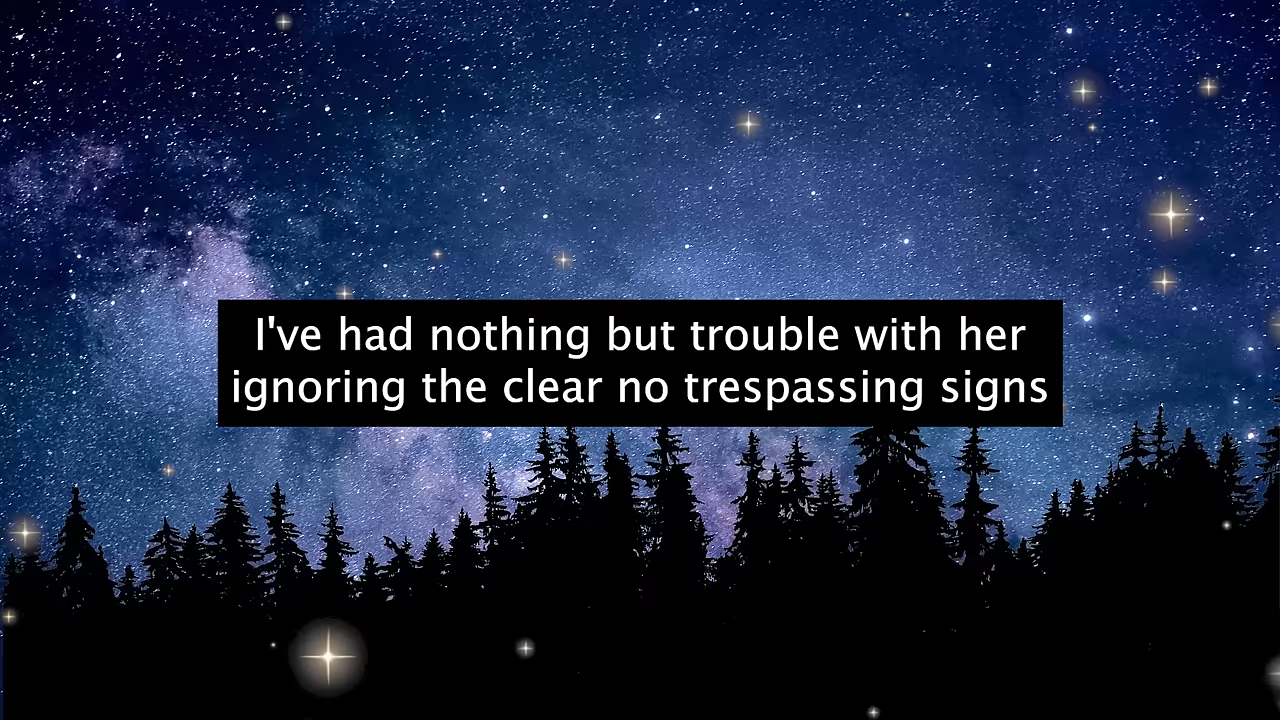 I've had nothing but trouble with her
ignoring the clear no trespassing signs